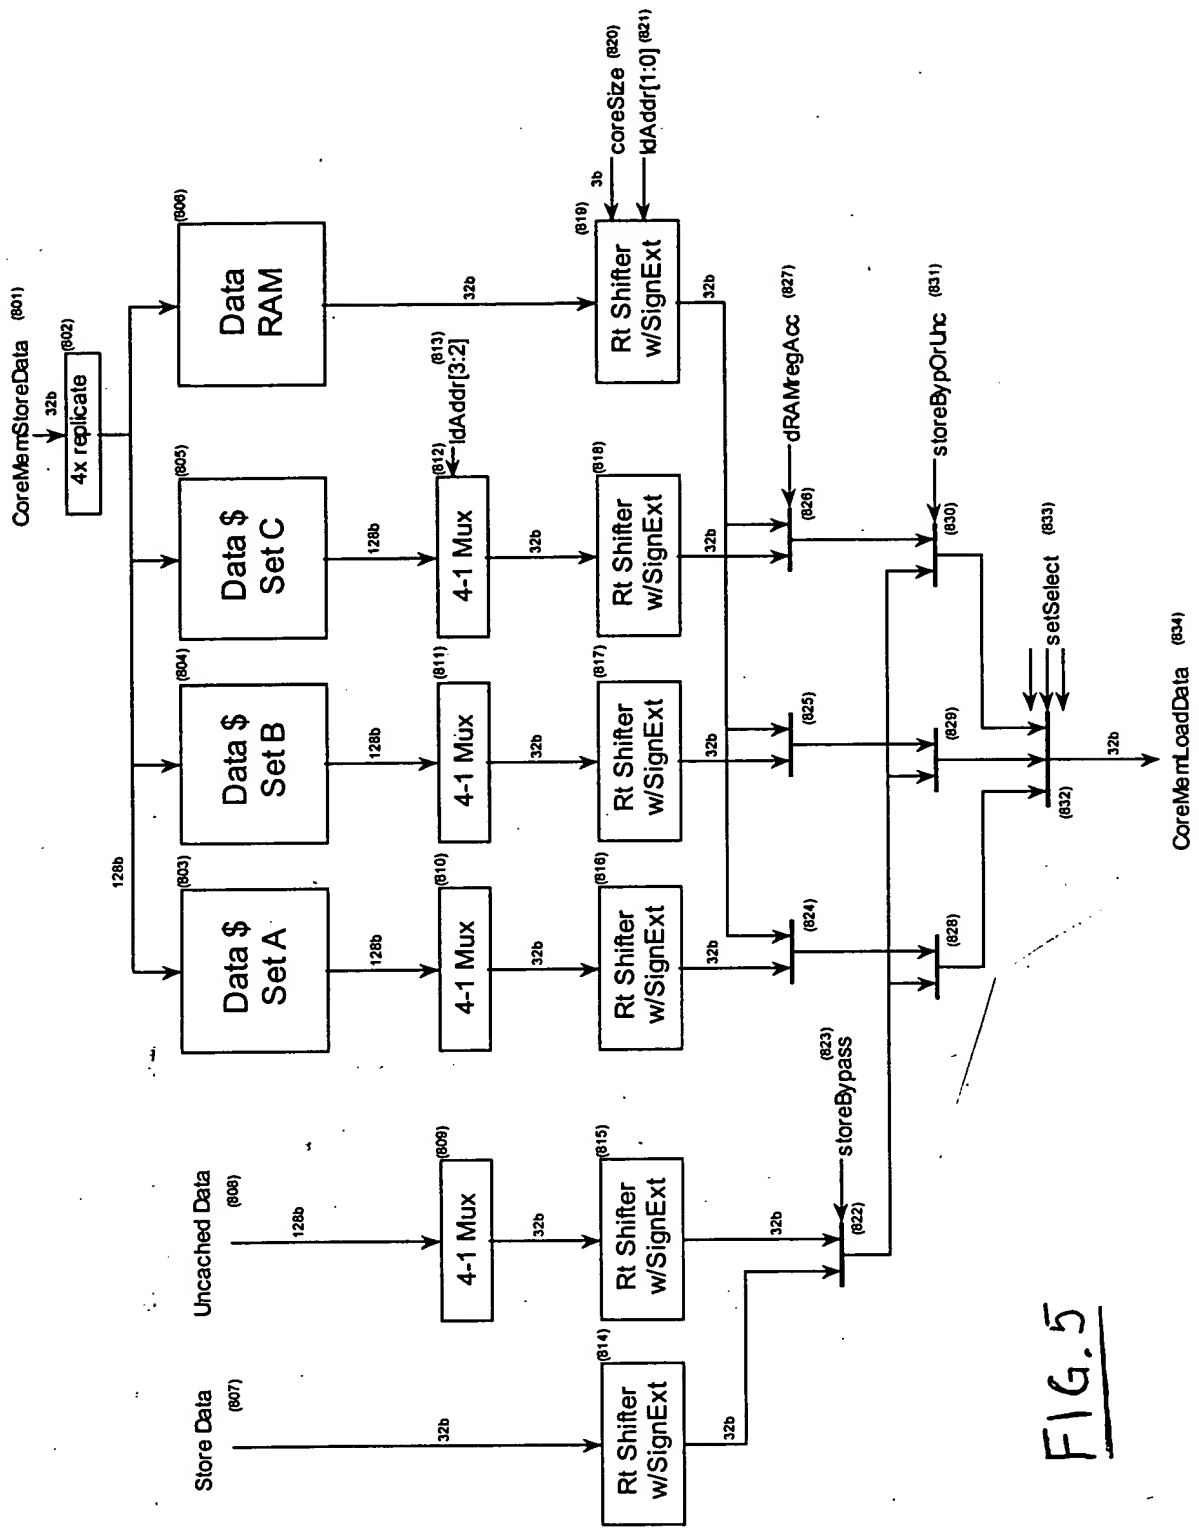 CoreMemStoreData (801)
32b
4x replicate
(802)
128b
Data $
Set A
(803)
Data $
Set B
(804)
Data $
Set C
(805)
Data
RAM
(806)
Store Data
(807)
Uncached Data
(808)
128b
128b
128b
128b
32b
32b
4-1 Mux
(809)
4-1 Mux
(810)
4-1 Mux
(811)
4-1 Mux
(812)
ldAddr[3:2]
(813)
32b
32b
32b
32b
Rt Shifter
w/SignExt
(814)
Rt Shifter
w/SignExt
(815)
Rt Shifter
w/SignExt
(816)
Rt Shifter
w/SignExt
(817)
Rt Shifter
w/SignExt
(818)
Rt Shifter
w/SignExt
(819)
3b
coreSize (820)
ldAddr[1:0] (821)
32b
32b
32b
32b
32b
32b
(822)
storeBypass
(823)
(824)
(825)
(826)
dRAMregAcc (827)
(828)
(829)
(830)
storeBypOrUnc (831)
(832)
setSelect (833)
32b
CoreMemLoadData (834)
FIG. 5